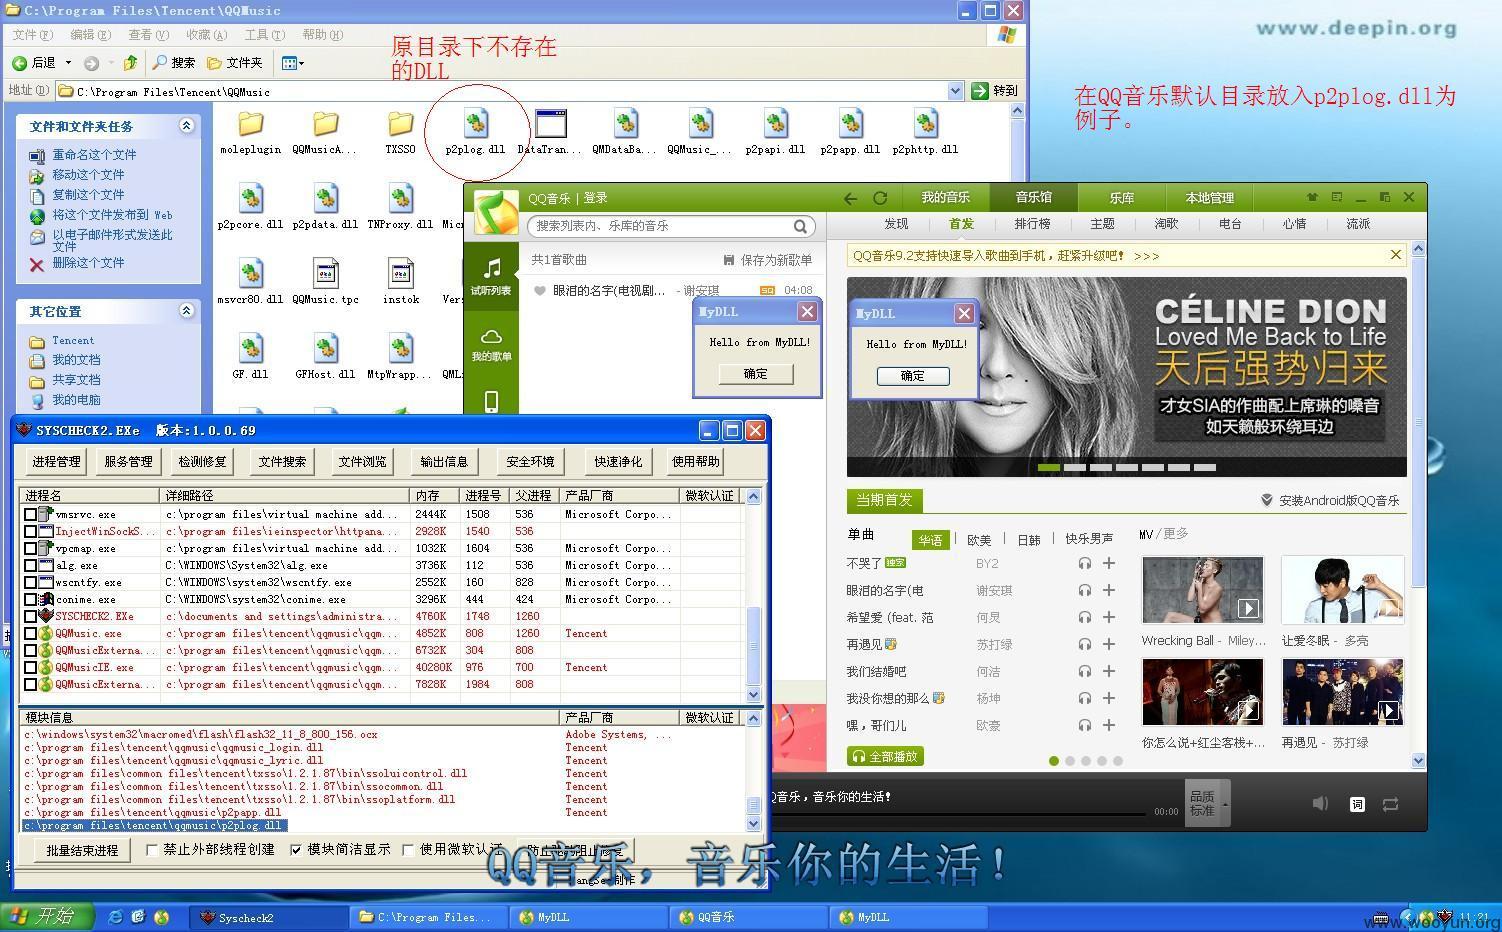 C:\Program Files\Tencent\QQMusic
文件(F) 编辑(E) 查看(V) 收藏(A) 工具(T) 帮助(H)
后退 搜索 文件夹
地址(D) C:\Program Files\Tencent\QQMusic 转到
原目录下不存在
的DLL
www.deepin.org
在QQ音乐默认目录放入p2plog.dll为
例子。
文件和文件夹任务
重命名这个文件
移动这个文件
复制这个文件
将这个文件发布到 Web
以电子邮件形式发送此
文件
删除这个文件
其它位置
Tencent
我的文档
共享文档
我的电脑
moleplugin QQMusicA... TXSSO p2plog.dll DataTran... QMDataBa... QQMusic_... p2papi.dll p2papp.dll p2phttp.dll
p2pcore.dll p2pdata.dll TNProxy.dll
msvcr80.dll QQMusic.tpc instok
GF.dll GFHost.dll MtpWrapp...
QQ音乐 | 登录
我的音乐 音乐馆 乐库 本地管理
搜索列表内、乐库的音乐
发现 首发 排行榜 主题 淘歌 电台 心情 流派
试听列表
我的歌单
共1首歌曲 保存为新歌单
眼泪的名字(电视剧... - 谢安琪 SQ 04:08
QQ音乐9.2支持快速导入歌曲到手机，赶紧升级吧！ >>>
MyDLL
Hello from MyDLL!
确定
MyDLL
Hello from MyDLL!
确定
CÉLINE DION
Loved Me Back to Life
天后强势归来
才女SIA的作曲配上席琳的嗓音
如天籁般环绕耳边
当期首发 安装Android版QQ音乐
单曲 华语 欧美 日韩 快乐男声
MV/更多
不哭了 独家 BY2
眼泪的名字(电 谢安琪
希望爱 (feat. 范 何炅
再遇见 苏打绿
我们结婚吧 何洁
我没你想的那么 杨坤
嘿，哥们儿 欧豪
全部播放
Wrecking Ball - Miley...
让爱冬眠 - 多亮
你怎么说+红尘客栈+...
再遇见 - 苏打绿
Q音乐，音乐你的生活！
00:00
品质
标准
词
SYSCHECK2.EXe 版本:1.0.0.69
进程管理 服务管理 检测修复 文件搜索 文件浏览 输出信息 安全环境 快速净化 使用帮助
进程名 详细路径 内存 进程号 父进程 产品厂商 微软认证
vmsrvc.exe c:\program files\virtual machine add... 2444K 1508 536 Microsoft Corpo...
InjectWinSockS... c:\program files\ieinspector\httpana... 2928K 1540 536
vpcmap.exe c:\program files\virtual machine add... 1032K 1604 536 Microsoft Corpo...
alg.exe C:\WINDOWS\System32\alg.exe 3736K 112 536 Microsoft Corpo...
wscntfy.exe C:\WINDOWS\system32\wscntfy.exe 2552K 160 828 Microsoft Corpo...
conime.exe C:\WINDOWS\system32\conime.exe 3296K 444 424 Microsoft Corpo...
SYSCHECK2.EXe c:\documents and settings\administra... 4760K 1748 1260
QQMusic.exe c:\program files\tencent\qqmusic\qqm... 4852K 808 1260 Tencent
QQMusicExterna... c:\program files\tencent\qqmusic\qqm... 6732K 304 808
QQMusicIE.exe c:\program files\tencent\qqmusic\qqm... 40280K 976 700 Tencent
QQMusicExterna... c:\program files\tencent\qqmusic\qqm... 7828K 1984 808
模块信息 产品厂商 微软认证
c:\windows\system32\macromed\flash\flash32_11_8_800_156.ocx Adobe Systems, ...
c:\program files\tencent\qqmusic\qqmusic_login.dll Tencent
c:\program files\tencent\qqmusic\qqmusic_lyric.dll Tencent
c:\program files\common files\tencent\txsso\1.2.1.87\bin\ssoluicontrol.dll Tencent
c:\program files\common files\tencent\txsso\1.2.1.87\bin\ssocommon.dll Tencent
c:\program files\common files\tencent\txsso\1.2.1.87\bin\ssoplatform.dll Tencent
c:\program files\tencent\qqmusic\p2papp.dll Tencent
c:\program files\tencent\qqmusic\p2plog.dll
批量结束进程 禁止外部线程创建 模块简洁显示 使用微软认证
QQ音乐，音乐你的生活！
开始 Syscheck2 C:\Program Files... MyDLL QQ音乐 MyDLL 11:21
www.wooyun.org